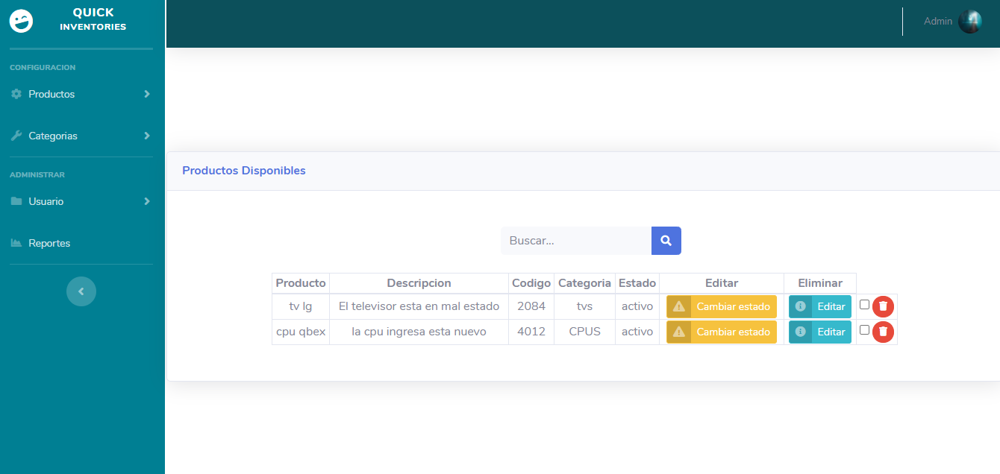 QUICK
INVENTORIES
Admin
CONFIGURACION
Productos
Categorias
ADMINISTRAR
Usuario
Reportes
Productos Disponibles
Buscar...
Producto Descripcion Codigo Categoria Estado Editar Eliminar
tv lg El televisor esta en mal estado 2084 tvs activo Cambiar estado Editar
cpu qbex la cpu ingresa esta nuevo 4012 CPUS activo Cambiar estado Editar